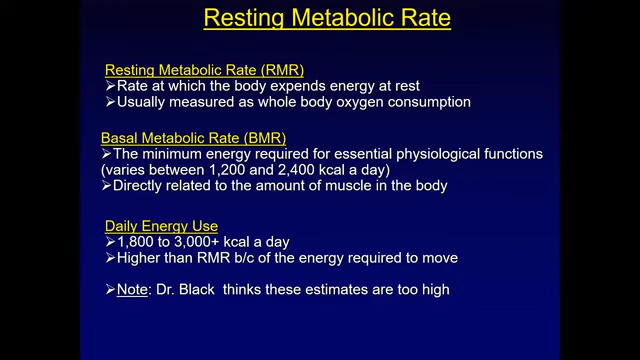 Resting Metabolic Rate
Resting Metabolic Rate (RMR)
➢Rate at which the body expends energy at rest
➢Usually measured as whole body oxygen consumption
Basal Metabolic Rate (BMR)
➢The minimum energy required for essential physiological functions
(varies between 1,200 and 2,400 kcal a day)
➢Directly related to the amount of muscle in the body
Daily Energy Use
➢1,800 to 3,000+ kcal a day
➢Higher than RMR b/c of the energy required to move
➢Note: Dr. Black thinks these estimates are too high